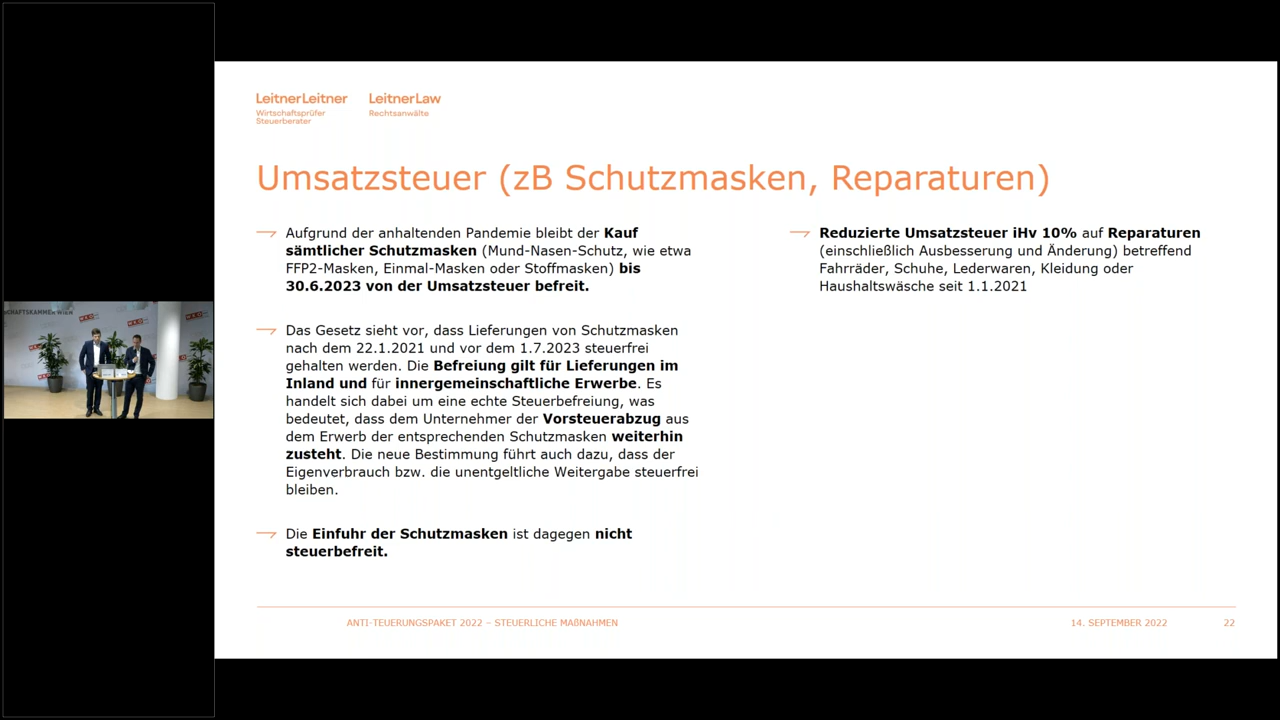 LeitnerLeitner
Wirtschaftsprüfer
Steuerberater
LeitnerLaw
Rechtsanwälte
Umsatzsteuer (zB Schutzmasken, Reparaturen)
Aufgrund der anhaltenden Pandemie bleibt der Kauf
sämtlicher Schutzmasken (Mund-Nasen-Schutz, wie etwa
FFP2-Masken, Einmal-Masken oder Stoffmasken) bis
30.6.2023 von der Umsatzsteuer befreit.
Das Gesetz sieht vor, dass Lieferungen von Schutzmasken
nach dem 22.1.2021 und vor dem 1.7.2023 steuerfrei
gehalten werden. Die Befreiung gilt für Lieferungen im
Inland und für innergemeinschaftliche Erwerbe. Es
handelt sich dabei um eine echte Steuerbefreiung, was
bedeutet, dass dem Unternehmer der Vorsteuerabzug aus
dem Erwerb der entsprechenden Schutzmasken weiterhin
zusteht. Die neue Bestimmung führt auch dazu, dass der
Eigenverbrauch bzw. die unentgeltliche Weitergabe steuerfrei
bleiben.
Die Einfuhr der Schutzmasken ist dagegen nicht
steuerbefreit.
Reduzierte Umsatzsteuer iHv 10% auf Reparaturen
(einschließlich Ausbesserung und Änderung) betreffend
Fahrräder, Schuhe, Lederwaren, Kleidung oder
Haushaltswäsche seit 1.1.2021
ANTI-TEUERUNGSPAKET 2022 – STEUERLICHE MAßNAHMEN
14. SEPTEMBER 2022
22